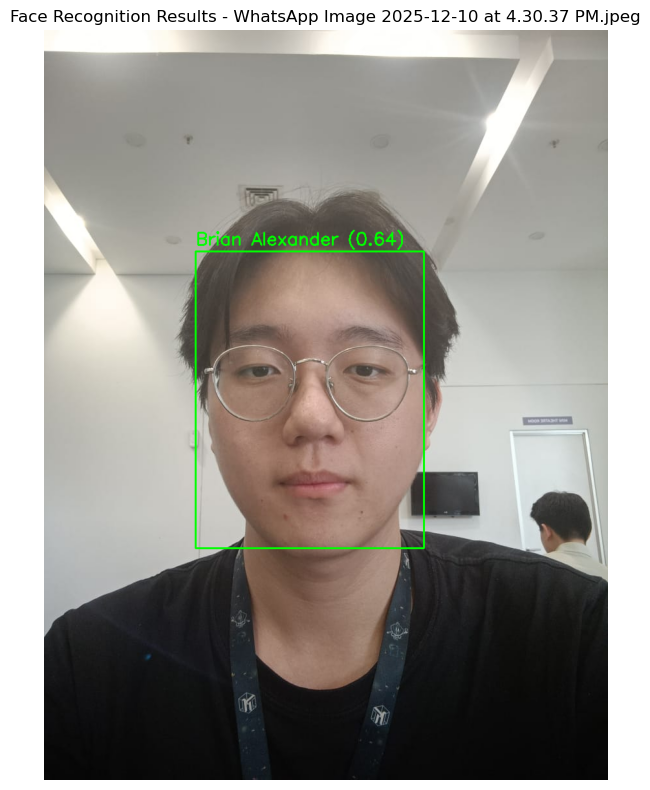 Face Recognition Results - WhatsApp Image 2025-12-10 at 4.30.37 PM.jpeg
Brian Alexander (0.64)